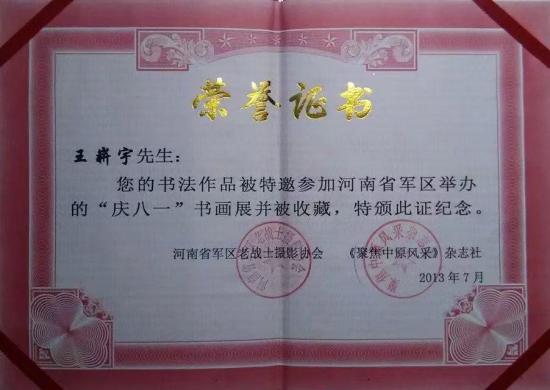 荣誉证书
王耕宇先生：
您的书法作品被特邀参加河南省军区举办
的“庆八一”书画展并被收藏，特颁此证纪念。
河南省军区老战士摄影协会 《聚焦中原风采》杂志社
2013年7月